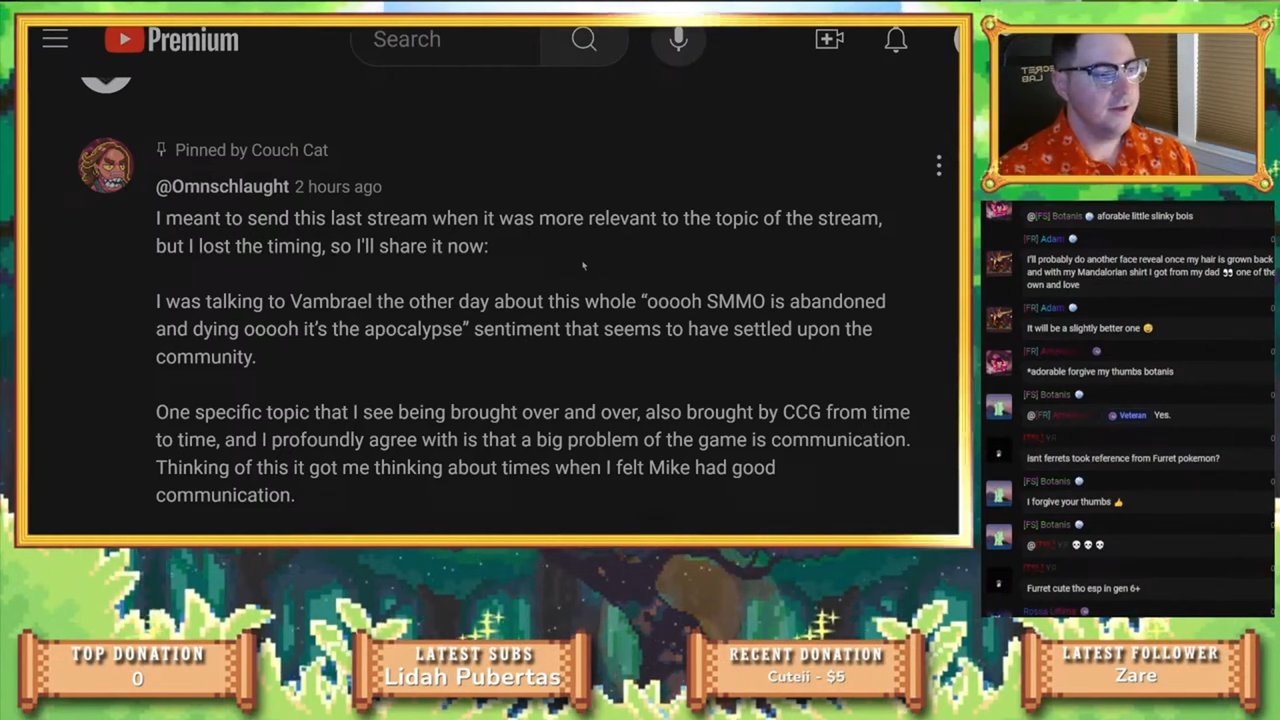 Premium
Search
Pinned by Couch Cat
@Omnschlaught 2 hours ago
I meant to send this last stream when it was more relevant to the topic of the stream,
but I lost the timing, so I'll share it now:
I was talking to Vambrael the other day about this whole “ooooh SMMO is abandoned
and dying ooooh it’s the apocalypse” sentiment that seems to have settled upon the
community.
One specific topic that I see being brought over and over, also brought by CCG from time
to time, and I profoundly agree with is that a big problem of the game is communication.
Thinking of this it got me thinking about times when I felt Mike had good
communication.
@[FS] Botanis aforable little slinky bois
[FR] Adam
I'll probably do another face reveal once my hair is grown back
and with my Mandalorian shirt I got from my dad 👀 one of the
own and love
[FR] Adam
It will be a slightly better one 😅
[FR]
*adorable forgive my thumbs botanis
[FS] Botanis
@[FR] Veteran Yes.
isnt ferrets took reference from Furret pokemon?
[FS] Botanis
I forgive your thumbs 👍
[FS] Botanis
@ 💀 💀 💀
Furret cute tho esp in gen 6+
TOP DONATION
0
LATEST SUBS
Lidah Pubertas
RECENT DONATION
Cuteii - $5
LATEST FOLLOWER
Zare